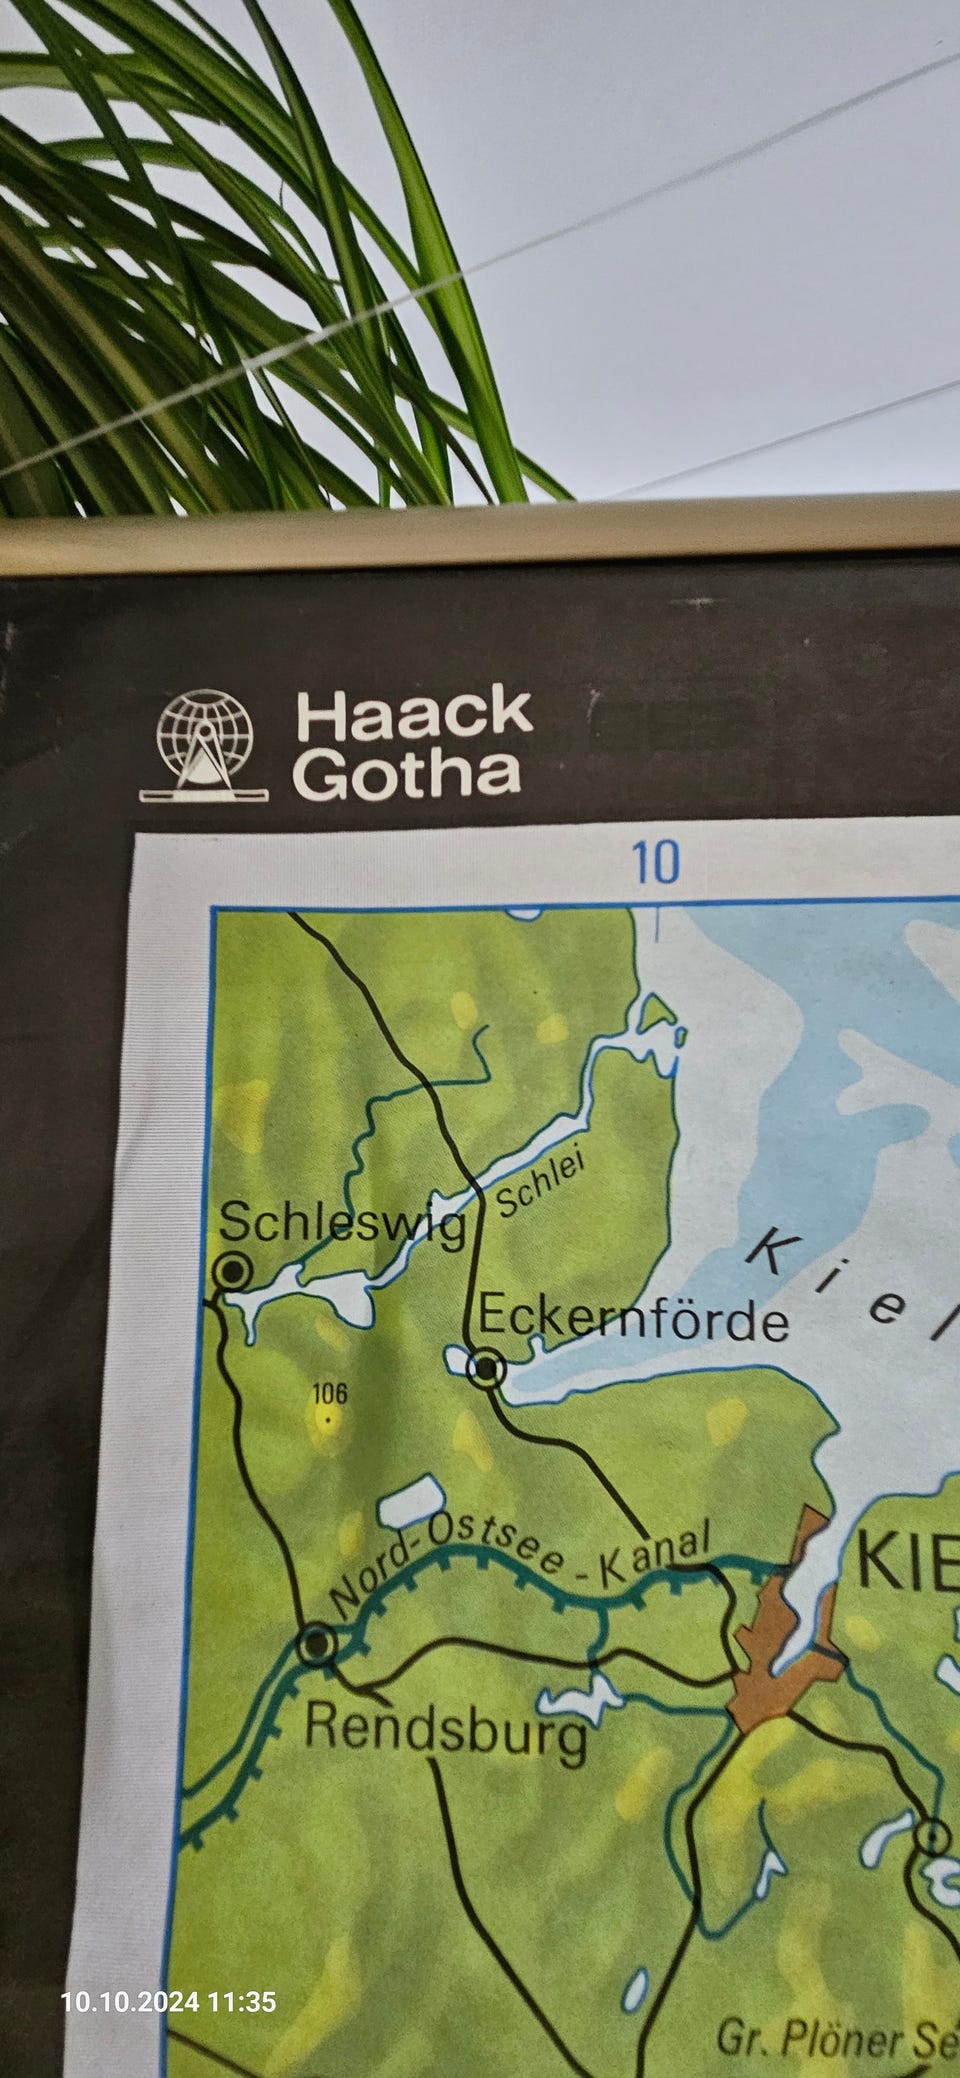 Haack
Gotha
10
Schlei
Schleswig
Kiel
Eckernförde
106
Nord-Ostsee-Kanal
KIE
Rendsburg
Gr. Plöner Se
10.10.2024 11:35